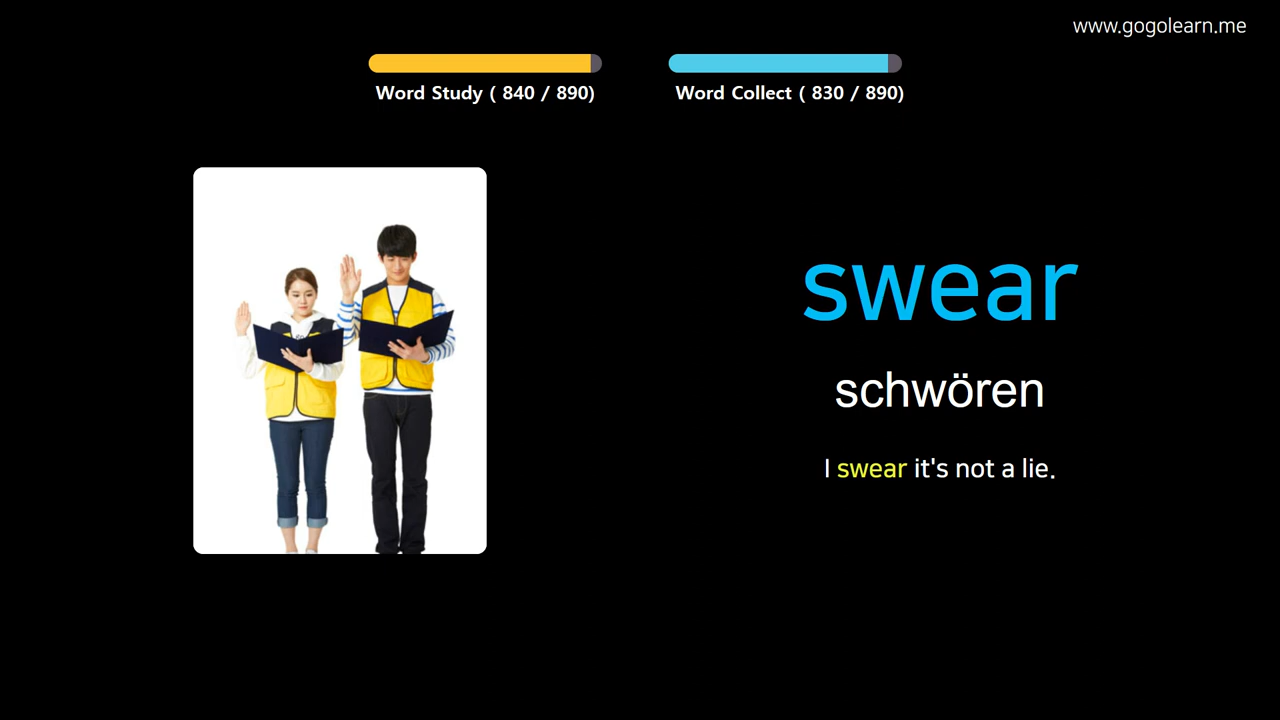 www.gogolearn.me
Word Study ( 840 / 890)
Word Collect ( 830 / 890)
swear
schwören
I swear it's not a lie.